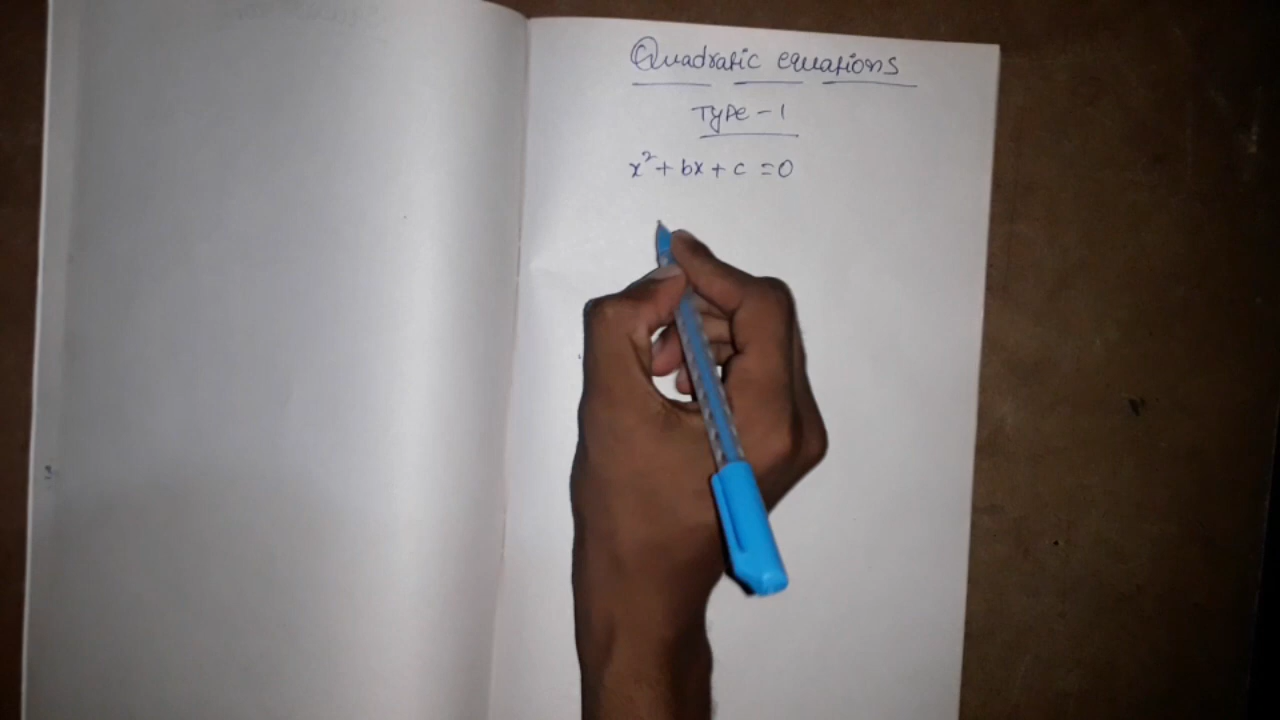 Quadratic equations
Type - 1
x² + bx + c = 0